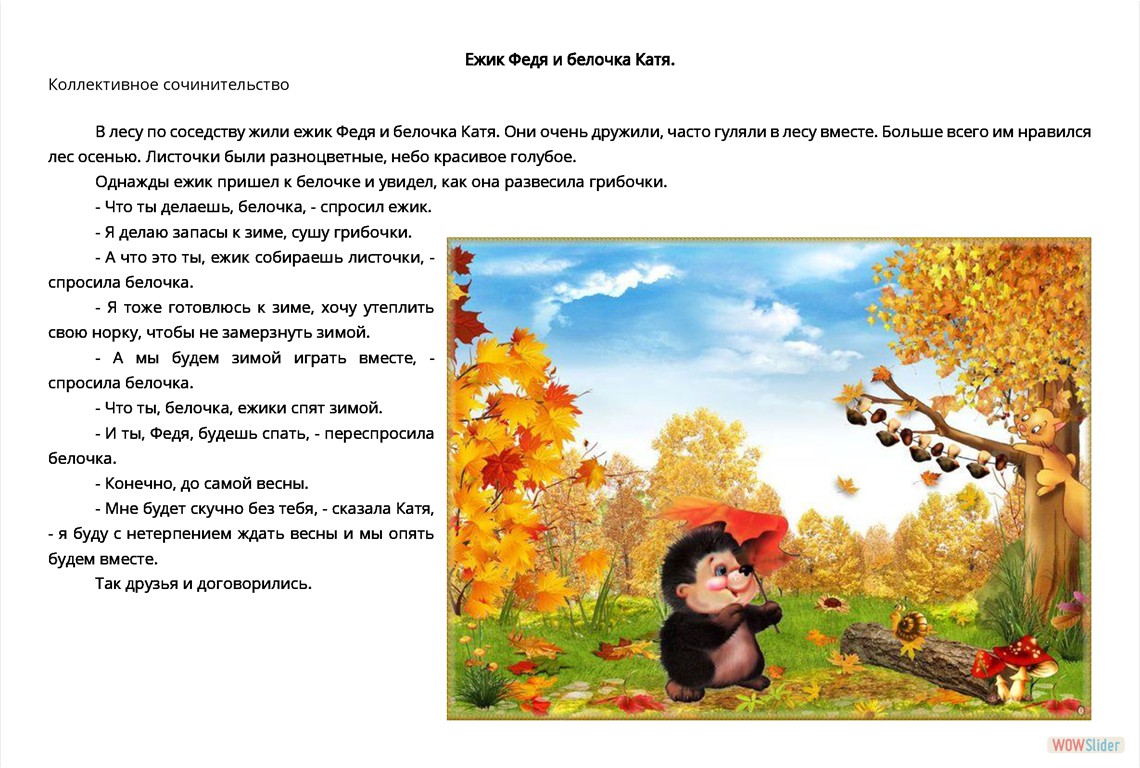 Ежик Федя и белочка Катя.
Коллективное сочинительство
В лесу по соседству жили ежик Федя и белочка Катя. Они очень дружили, часто гуляли в лесу вместе. Больше всего им нравился
лес осенью. Листочки были разноцветные, небо красивое голубое.
Однажды ежик пришел к белочке и увидел, как она развесила грибочки.
- Что ты делаешь, белочка, - спросил ежик.
- Я делаю запасы к зиме, сушу грибочки.
- А что это ты, ежик собираешь листочки, -
спросила белочка.
- Я тоже готовлюсь к зиме, хочу утеплить
свою норку, чтобы не замерзнуть зимой.
- А мы будем зимой играть вместе, -
спросила белочка.
- Что ты, белочка, ежики спят зимой.
- И ты, Федя, будешь спать, - переспросила
белочка.
- Конечно, до самой весны.
- Мне будет скучно без тебя, - сказала Катя,
- я буду с нетерпением ждать весны и мы опять
будем вместе.
Так друзья и договорились.
WOWSlider